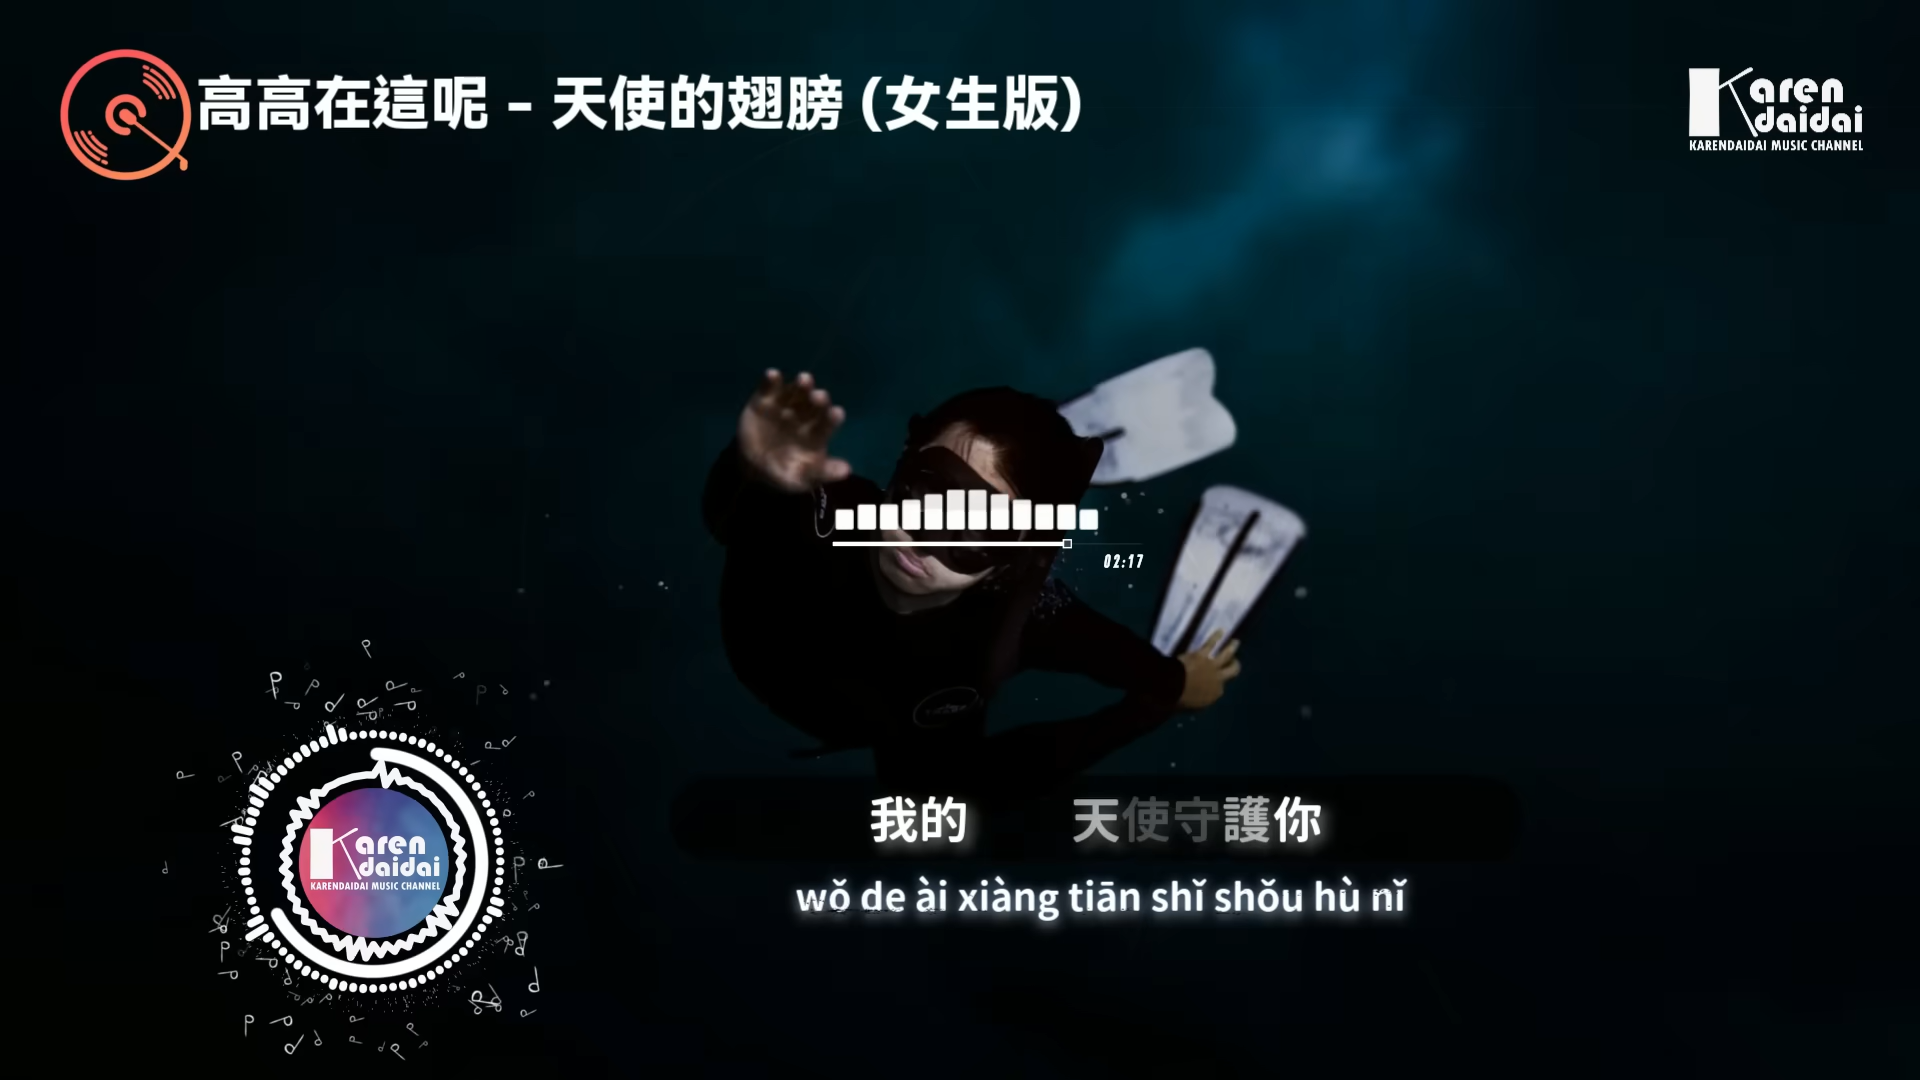 高高在這呢 - 天使的翅膀 (女生版)
Karen
daidai
KARENDAIDAI MUSIC CHANNEL
02:17
Karen
daidai
KARENDAIDAI MUSIC CHANNEL
我的 天使守護你
wǒ de ài xiàng tiān shǐ shǒu hù nǐ